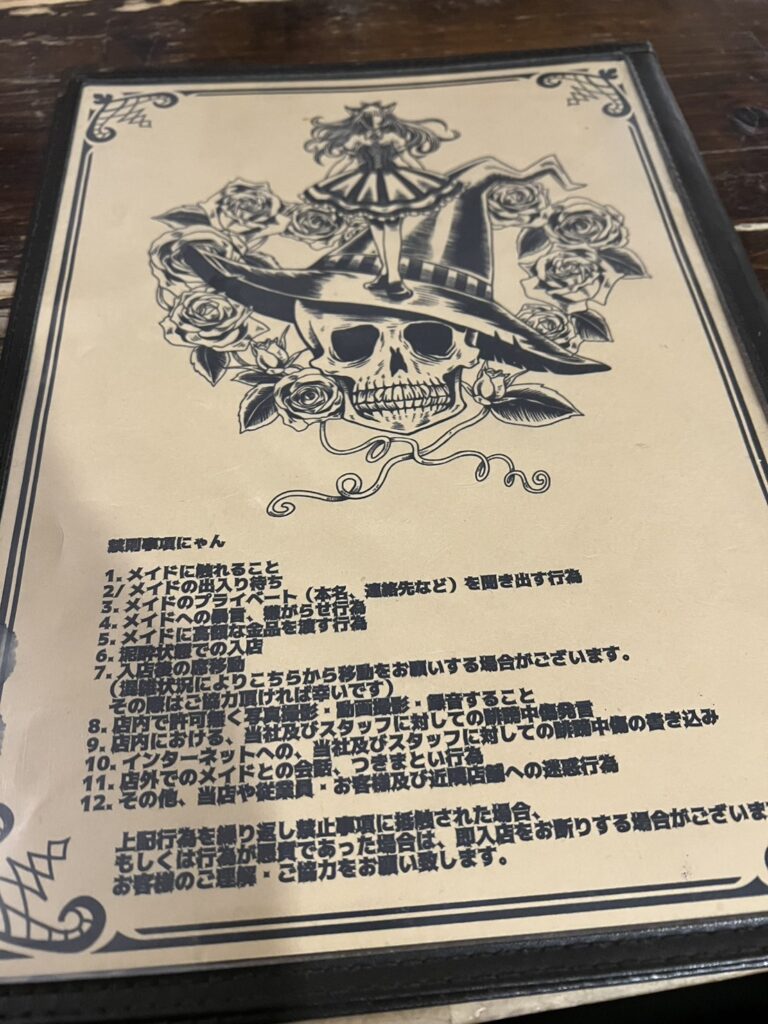 禁則事項にゃん
1. メイドに触れること
2/ メイドの出入り待ち
3. メイドのプライベート（本名、連絡先など）を聞き出す行為
4. メイドへの暴言、嫌がらせ行為
5. メイドに高額な金品を渡す行為
6. 泥酔状態での入店
7. 入店後の席移動
（混雑状況によりこちらから移動をお願いする場合がございます。
その際はご協力頂ければ幸いです）
8. 店内で許可無く写真撮影・動画撮影・録音すること
9. 店内における、当社及びスタッフに対しての誹謗中傷発言
10. インターネットへの、当社及びスタッフに対しての誹謗中傷の書き込み
11. 店外でのメイドとの会話、つきまとい行為
12. その他、当店や従業員・お客様及び近隣店舗への迷惑行為
上記行為を繰り返し禁止事項に抵触された場合、
もしくは行為が悪質であった場合は、即入店をお断りする場合がございま
お客様のご理解・ご協力をお願い致します。